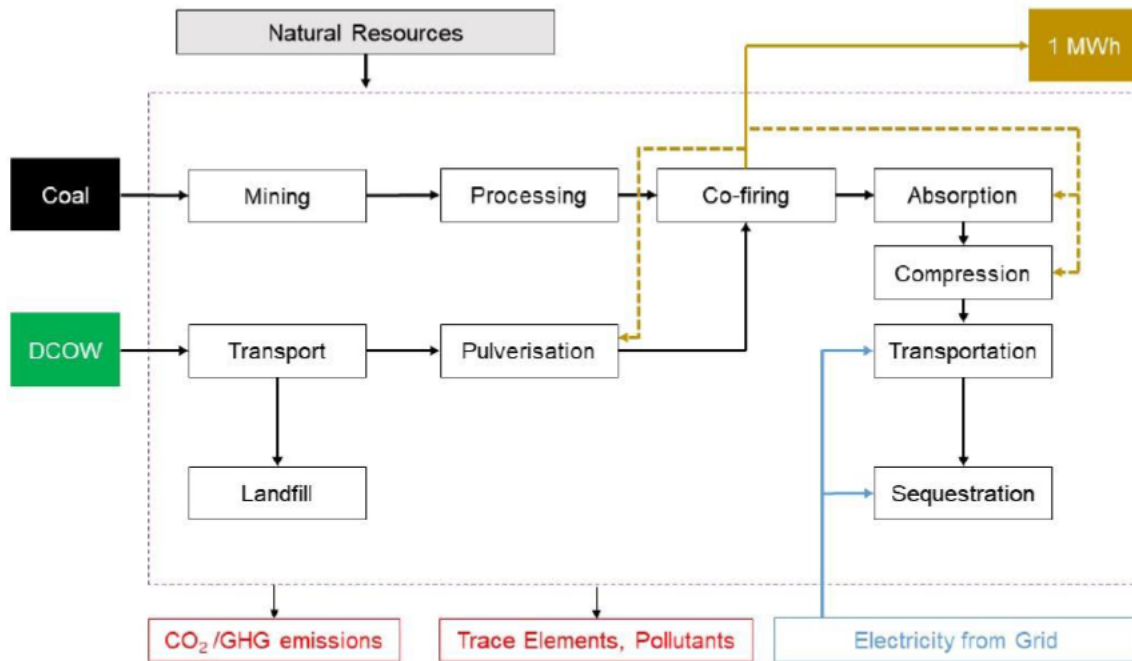 Natural Resources
1 MWh
Coal
Mining
Processing
Co-firing
Absorption
Compression
DCOW
Transport
Pulverisation
Transportation
Landfill
Sequestration
CO₂ /GHG emissions
Trace Elements, Pollutants
Electricity from Grid